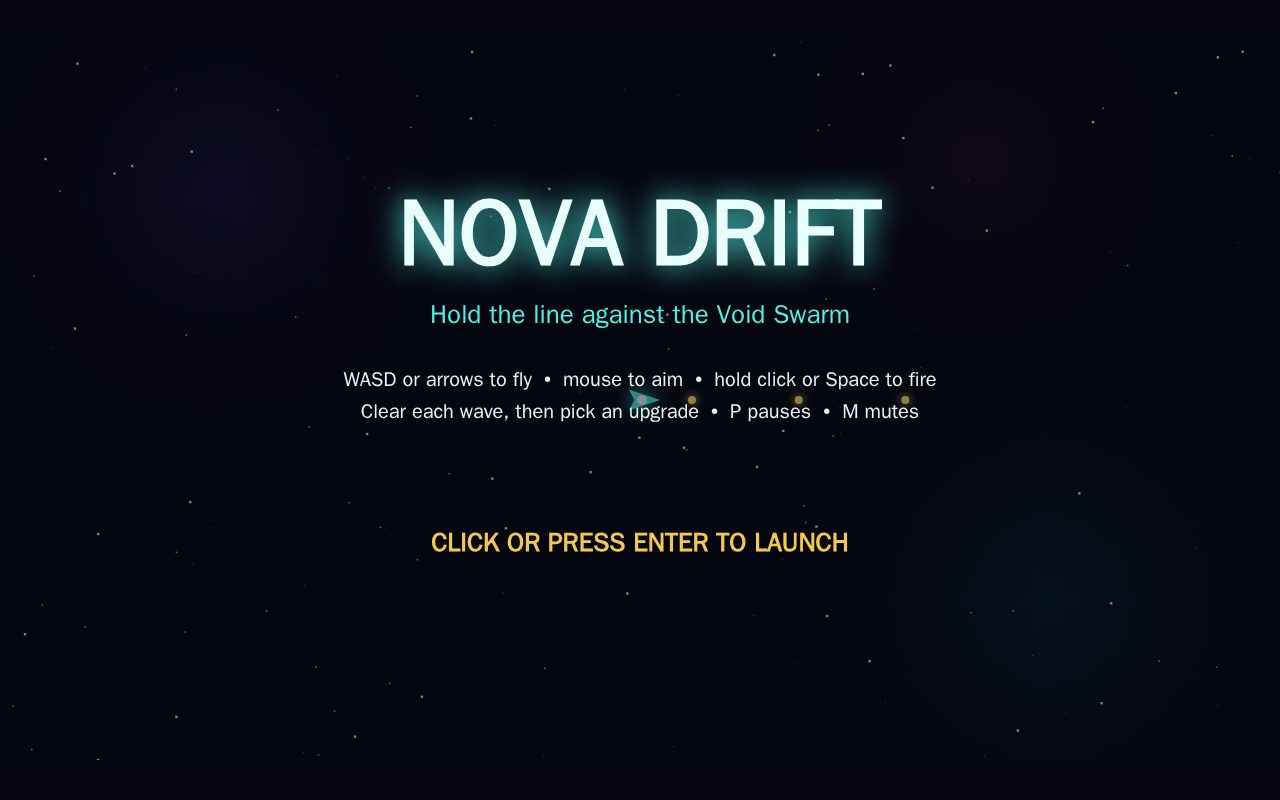 NOVA DRIFT
Hold the line against the Void Swarm
WASD or arrows to fly • mouse to aim • hold click or Space to fire
Clear each wave, then pick an upgrade • P pauses • M mutes
CLICK OR PRESS ENTER TO LAUNCH